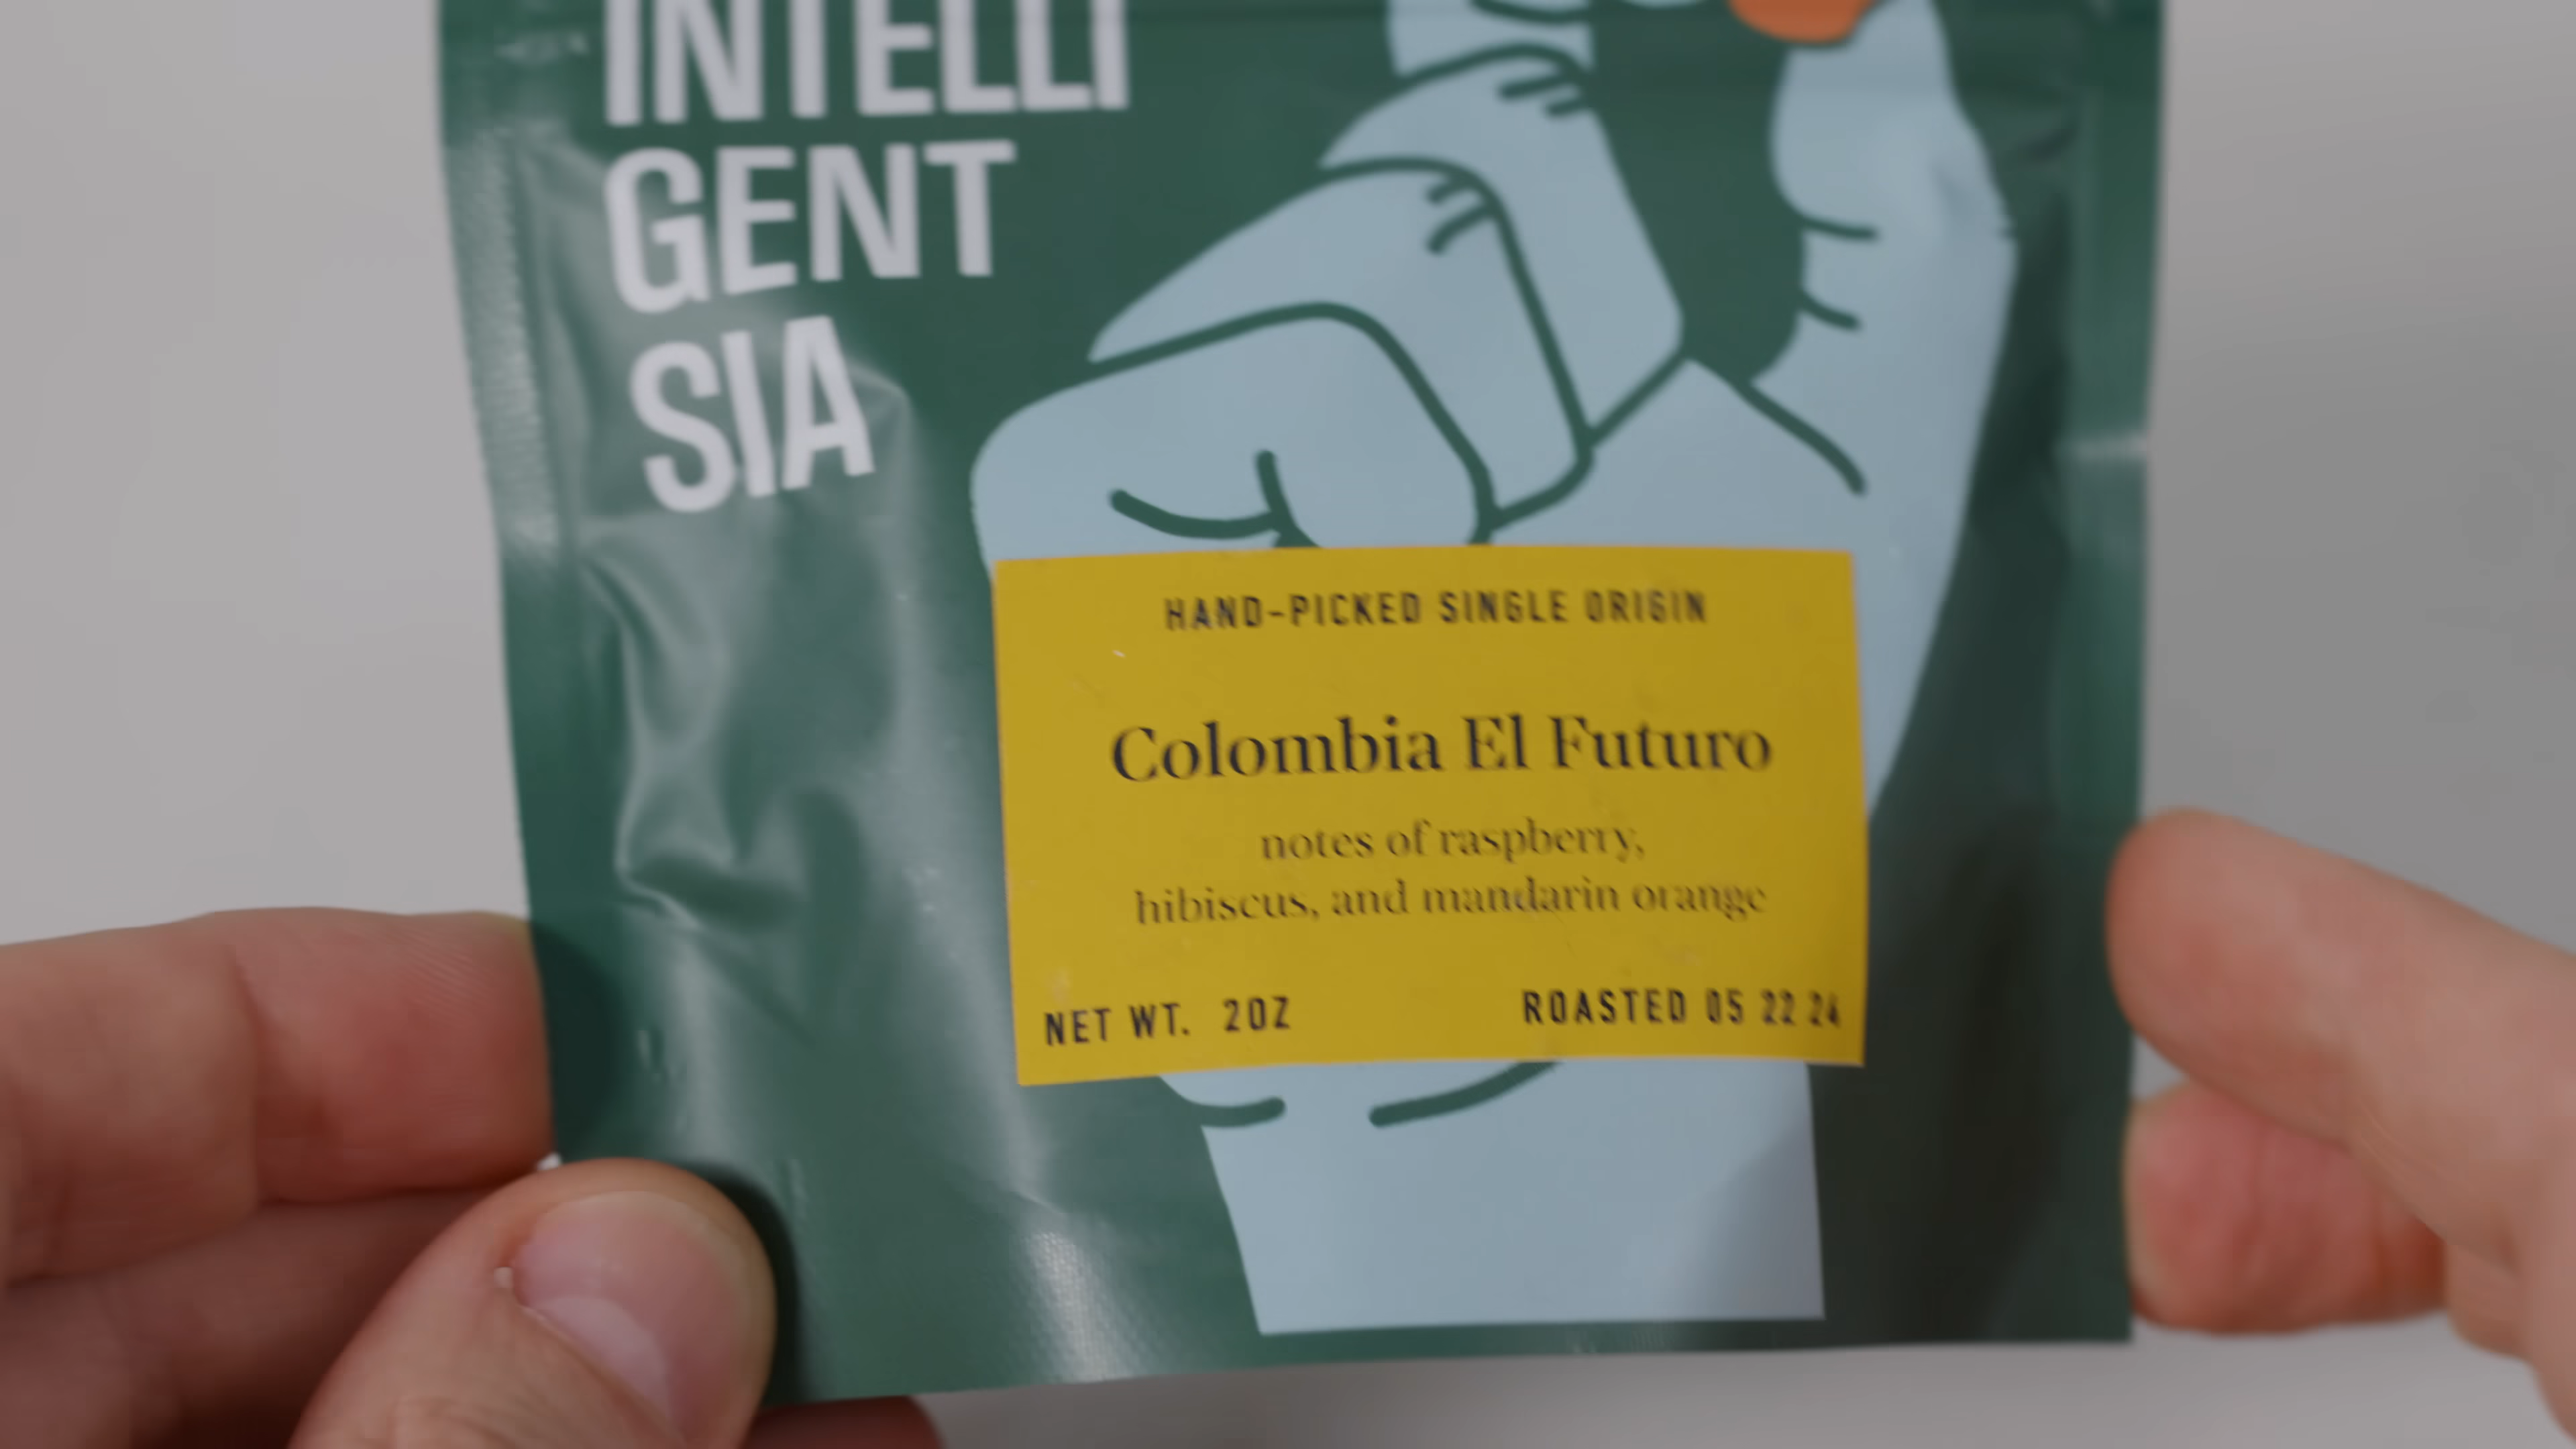 INTELLI
GENT
SIA
HAND-PICKED SINGLE ORIGIN
Colombia El Futuro
notes of raspberry,
hibiscus, and mandarin orange
NET WT. 2OZ
ROASTED 05 22 24